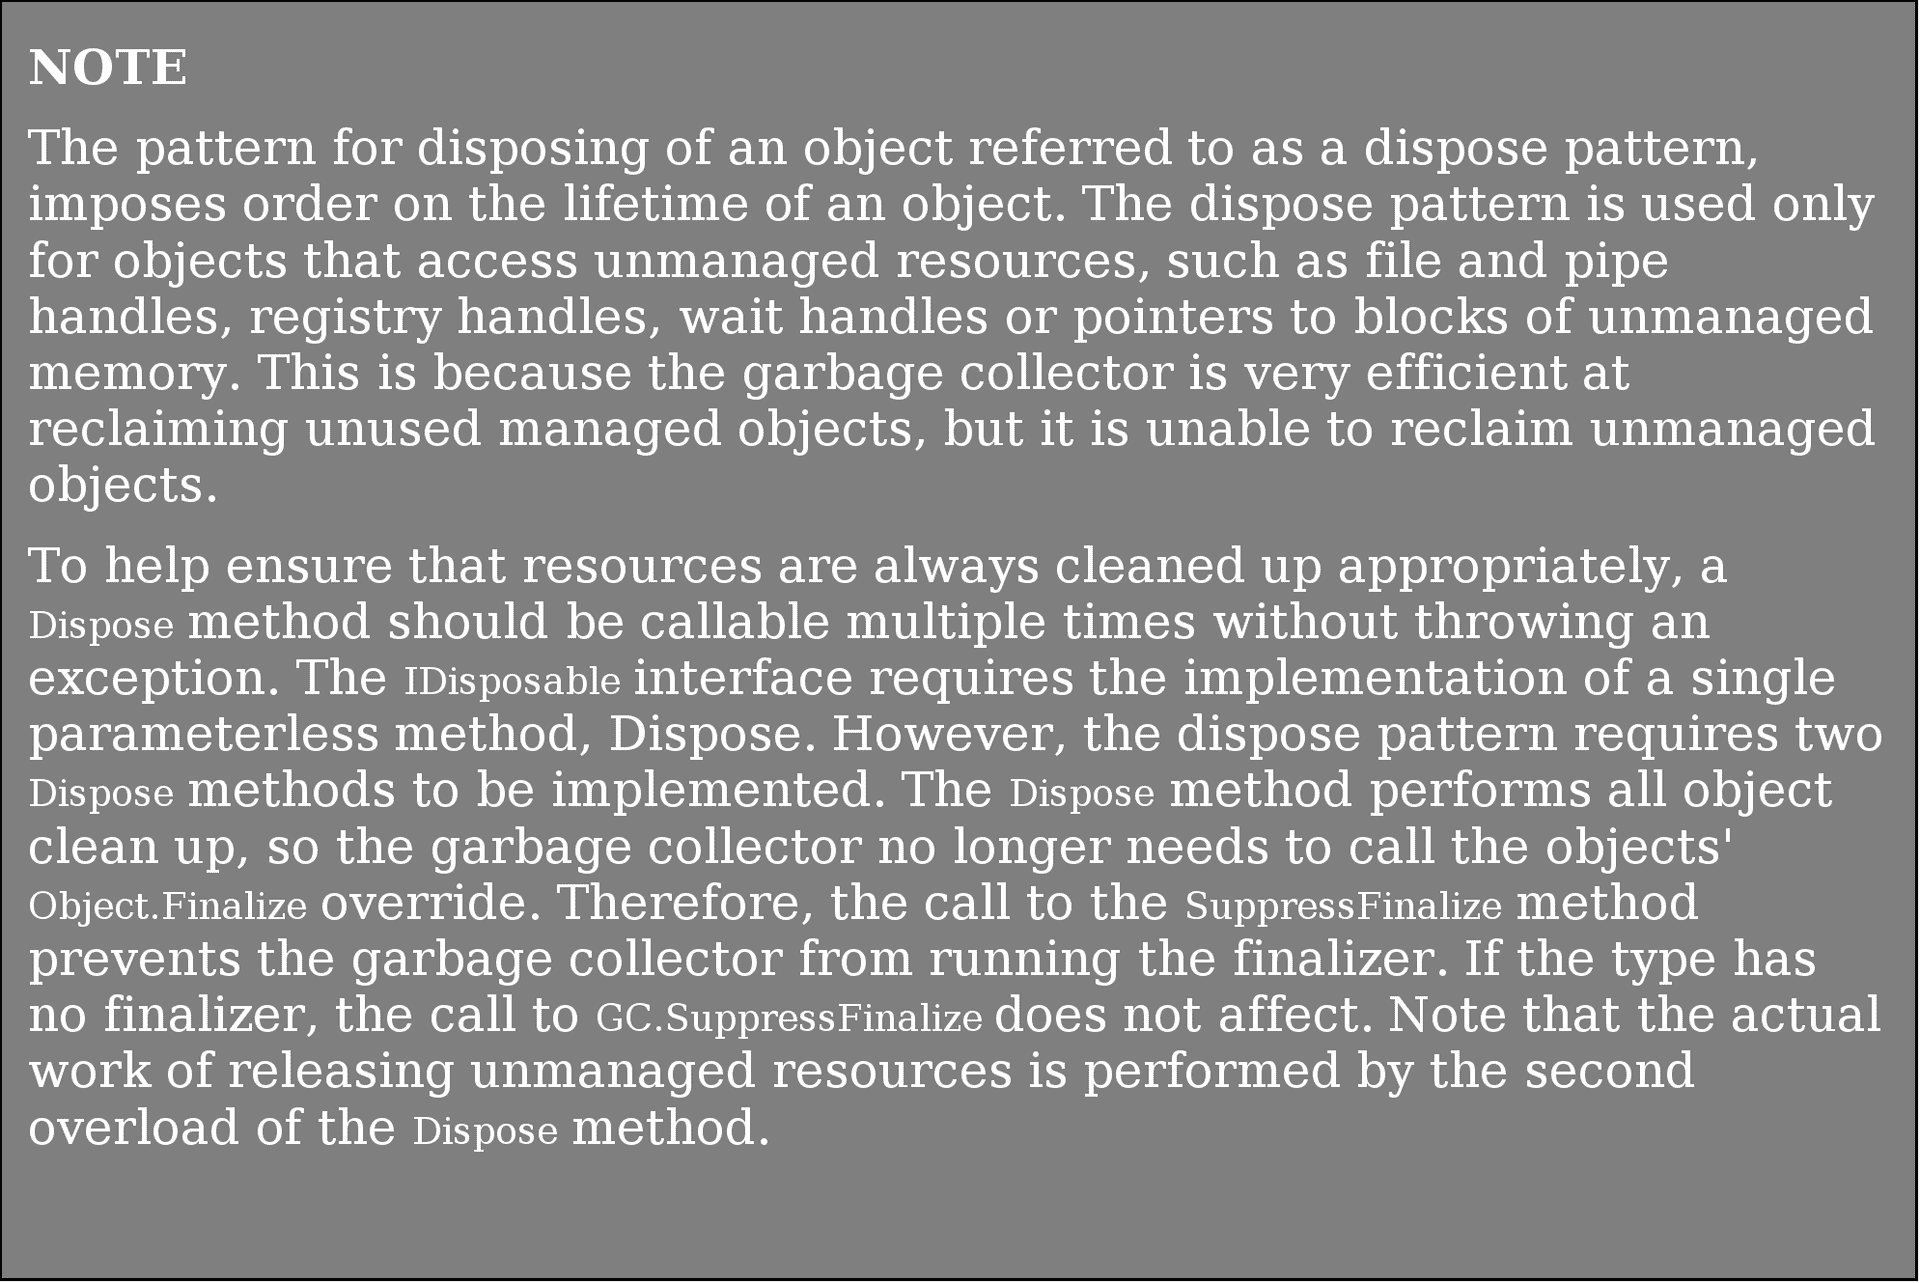 NOTE
The pattern for disposing of an object referred to as a dispose pattern,
imposes order on the lifetime of an object. The dispose pattern is used only
for objects that access unmanaged resources, such as file and pipe
handles, registry handles, wait handles or pointers to blocks of unmanaged
memory. This is because the garbage collector is very efficient at
reclaiming unused managed objects, but it is unable to reclaim unmanaged
objects.
To help ensure that resources are always cleaned up appropriately, a
Dispose method should be callable multiple times without throwing an
exception. The IDisposable interface requires the implementation of a single
parameterless method, Dispose. However, the dispose pattern requires two
Dispose methods to be implemented. The Dispose method performs all object
clean up, so the garbage collector no longer needs to call the objects'
Object.Finalize override. Therefore, the call to the SuppressFinalize method
prevents the garbage collector from running the finalizer. If the type has
no finalizer, the call to GC.SuppressFinalize does not affect. Note that the actual
work of releasing unmanaged resources is performed by the second
overload of the Dispose method.